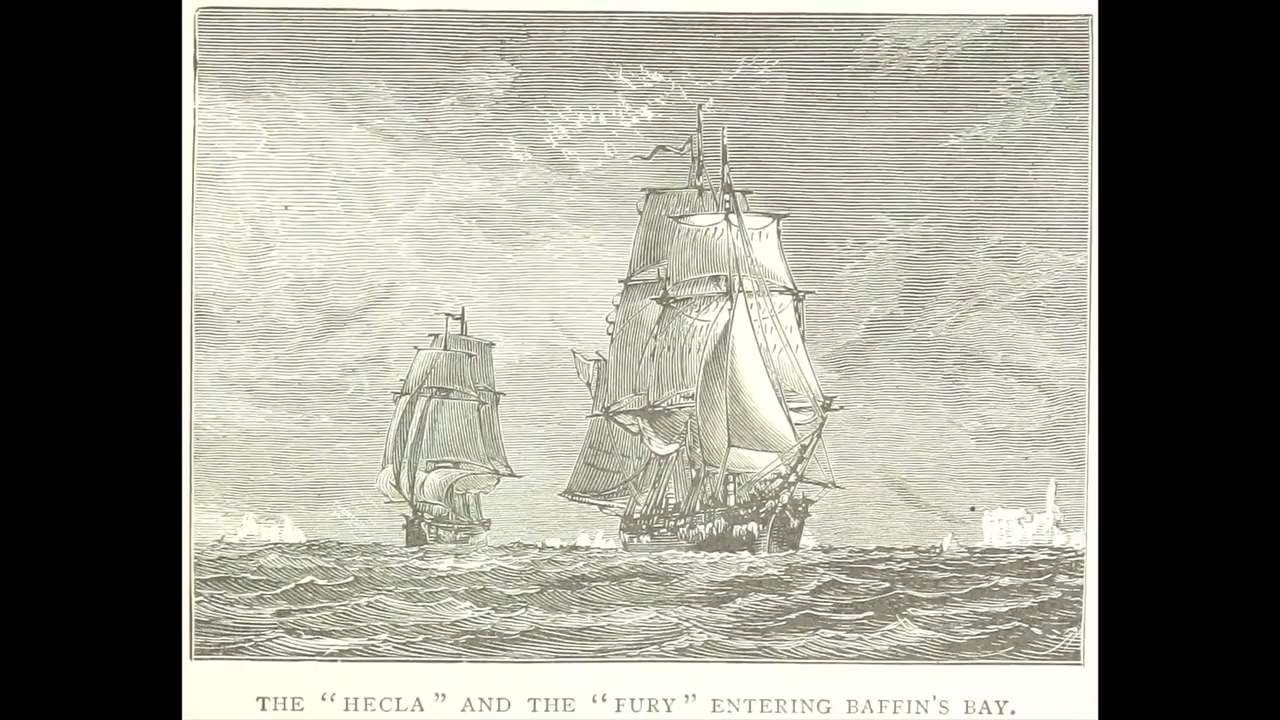 THE “HECLA” AND THE “FURY” ENTERING BAFFIN'S BAY.